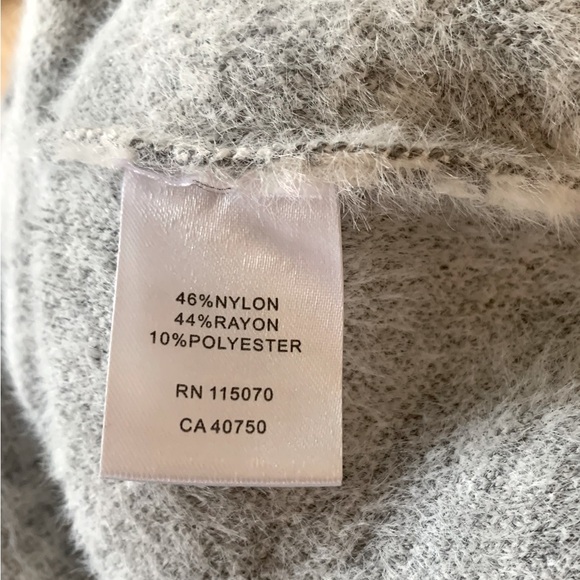 46%NYLON
44%RAYON
10%POLYESTER
RN 115070
CA 40750